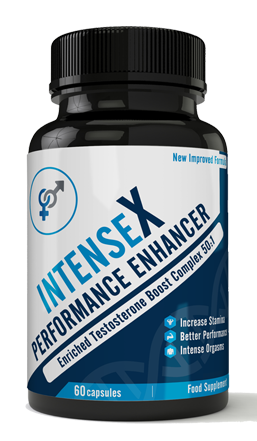 New Improved Formula
INTENSEX
PERFORMANCE ENHANCER
Enriched Testosterone Boost Complex 50:1
Increase Stamina
Better Performance
Intense Orgasms
60 capsules
Food Supplement